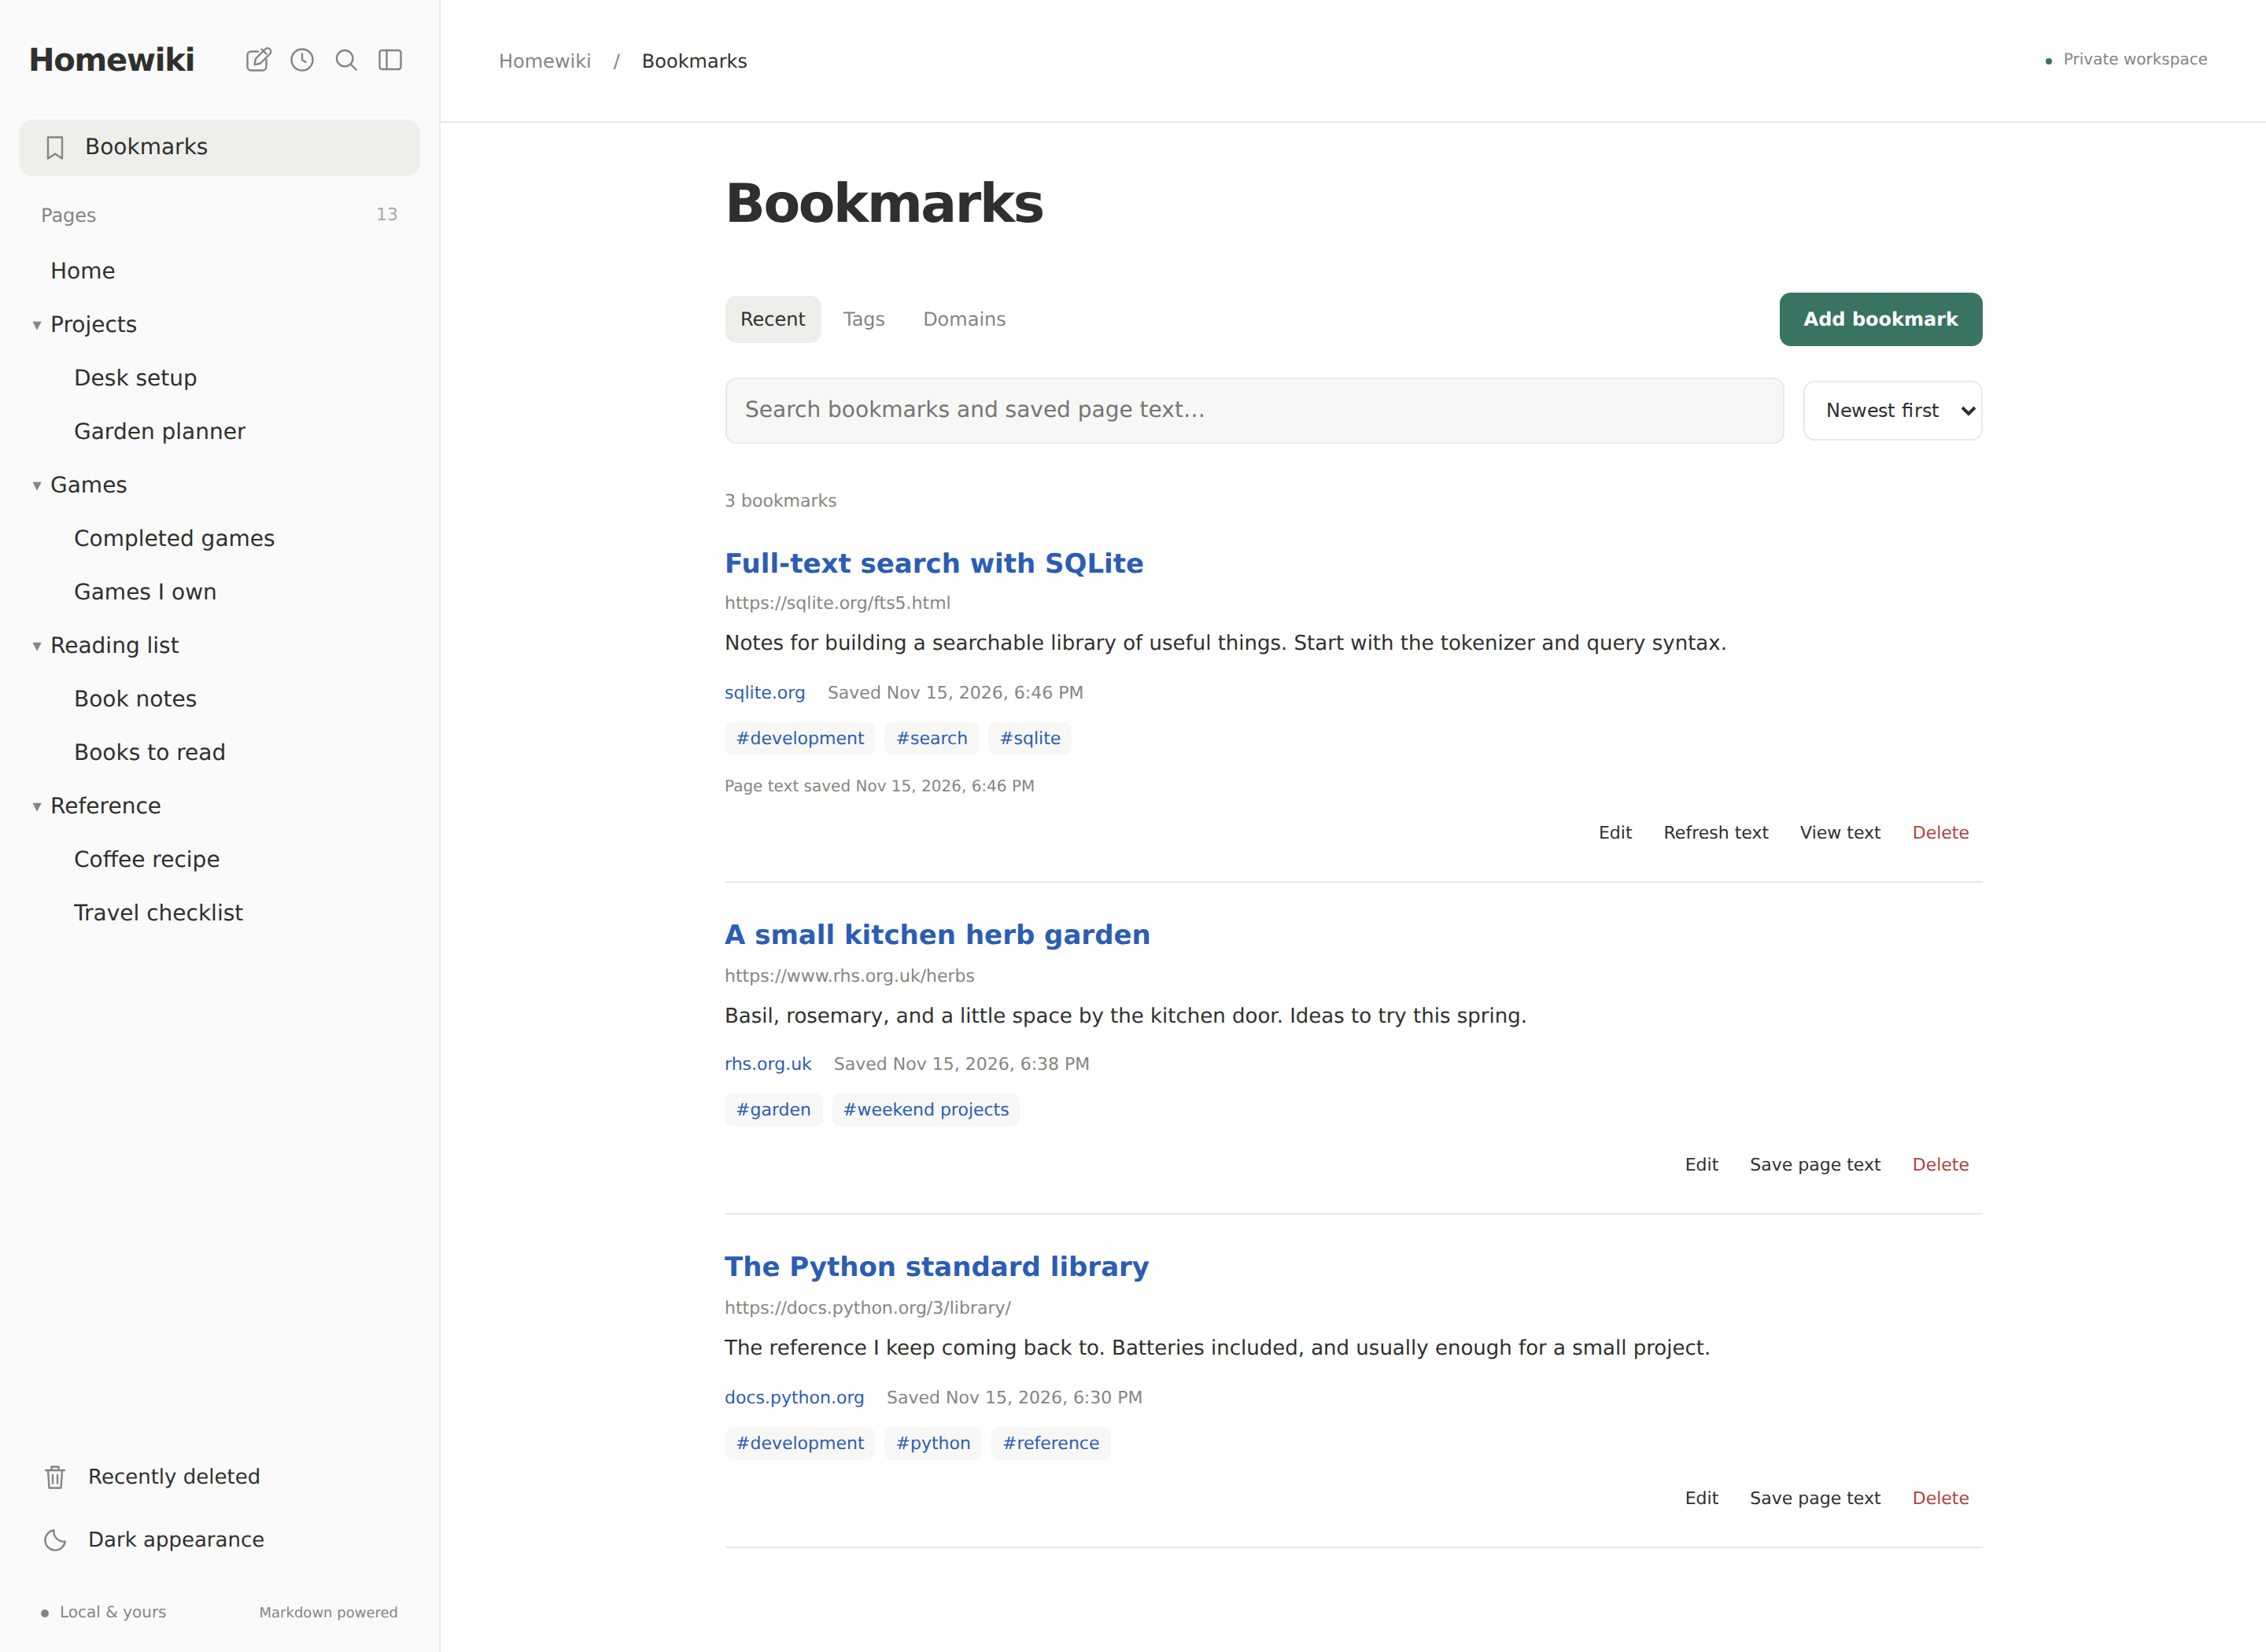 Homewiki
Bookmarks
Pages 13
Home
▾ Projects
Desk setup
Garden planner
▾ Games
Completed games
Games I own
▾ Reading list
Book notes
Books to read
▾ Reference
Coffee recipe
Travel checklist
Recently deleted
Dark appearance
Local & yours Markdown powered
Homewiki / Bookmarks
Private workspace
Bookmarks
Recent Tags Domains Add bookmark
Search bookmarks and saved page text... Newest first
3 bookmarks
Full-text search with SQLite
https://sqlite.org/fts5.html
Notes for building a searchable library of useful things. Start with the tokenizer and query syntax.
sqlite.org Saved Nov 15, 2026, 6:46 PM
#development #search #sqlite
Page text saved Nov 15, 2026, 6:46 PM
Edit Refresh text View text Delete
A small kitchen herb garden
https://www.rhs.org.uk/herbs
Basil, rosemary, and a little space by the kitchen door. Ideas to try this spring.
rhs.org.uk Saved Nov 15, 2026, 6:38 PM
#garden #weekend projects
Edit Save page text Delete
The Python standard library
https://docs.python.org/3/library/
The reference I keep coming back to. Batteries included, and usually enough for a small project.
docs.python.org Saved Nov 15, 2026, 6:30 PM
#development #python #reference
Edit Save page text Delete